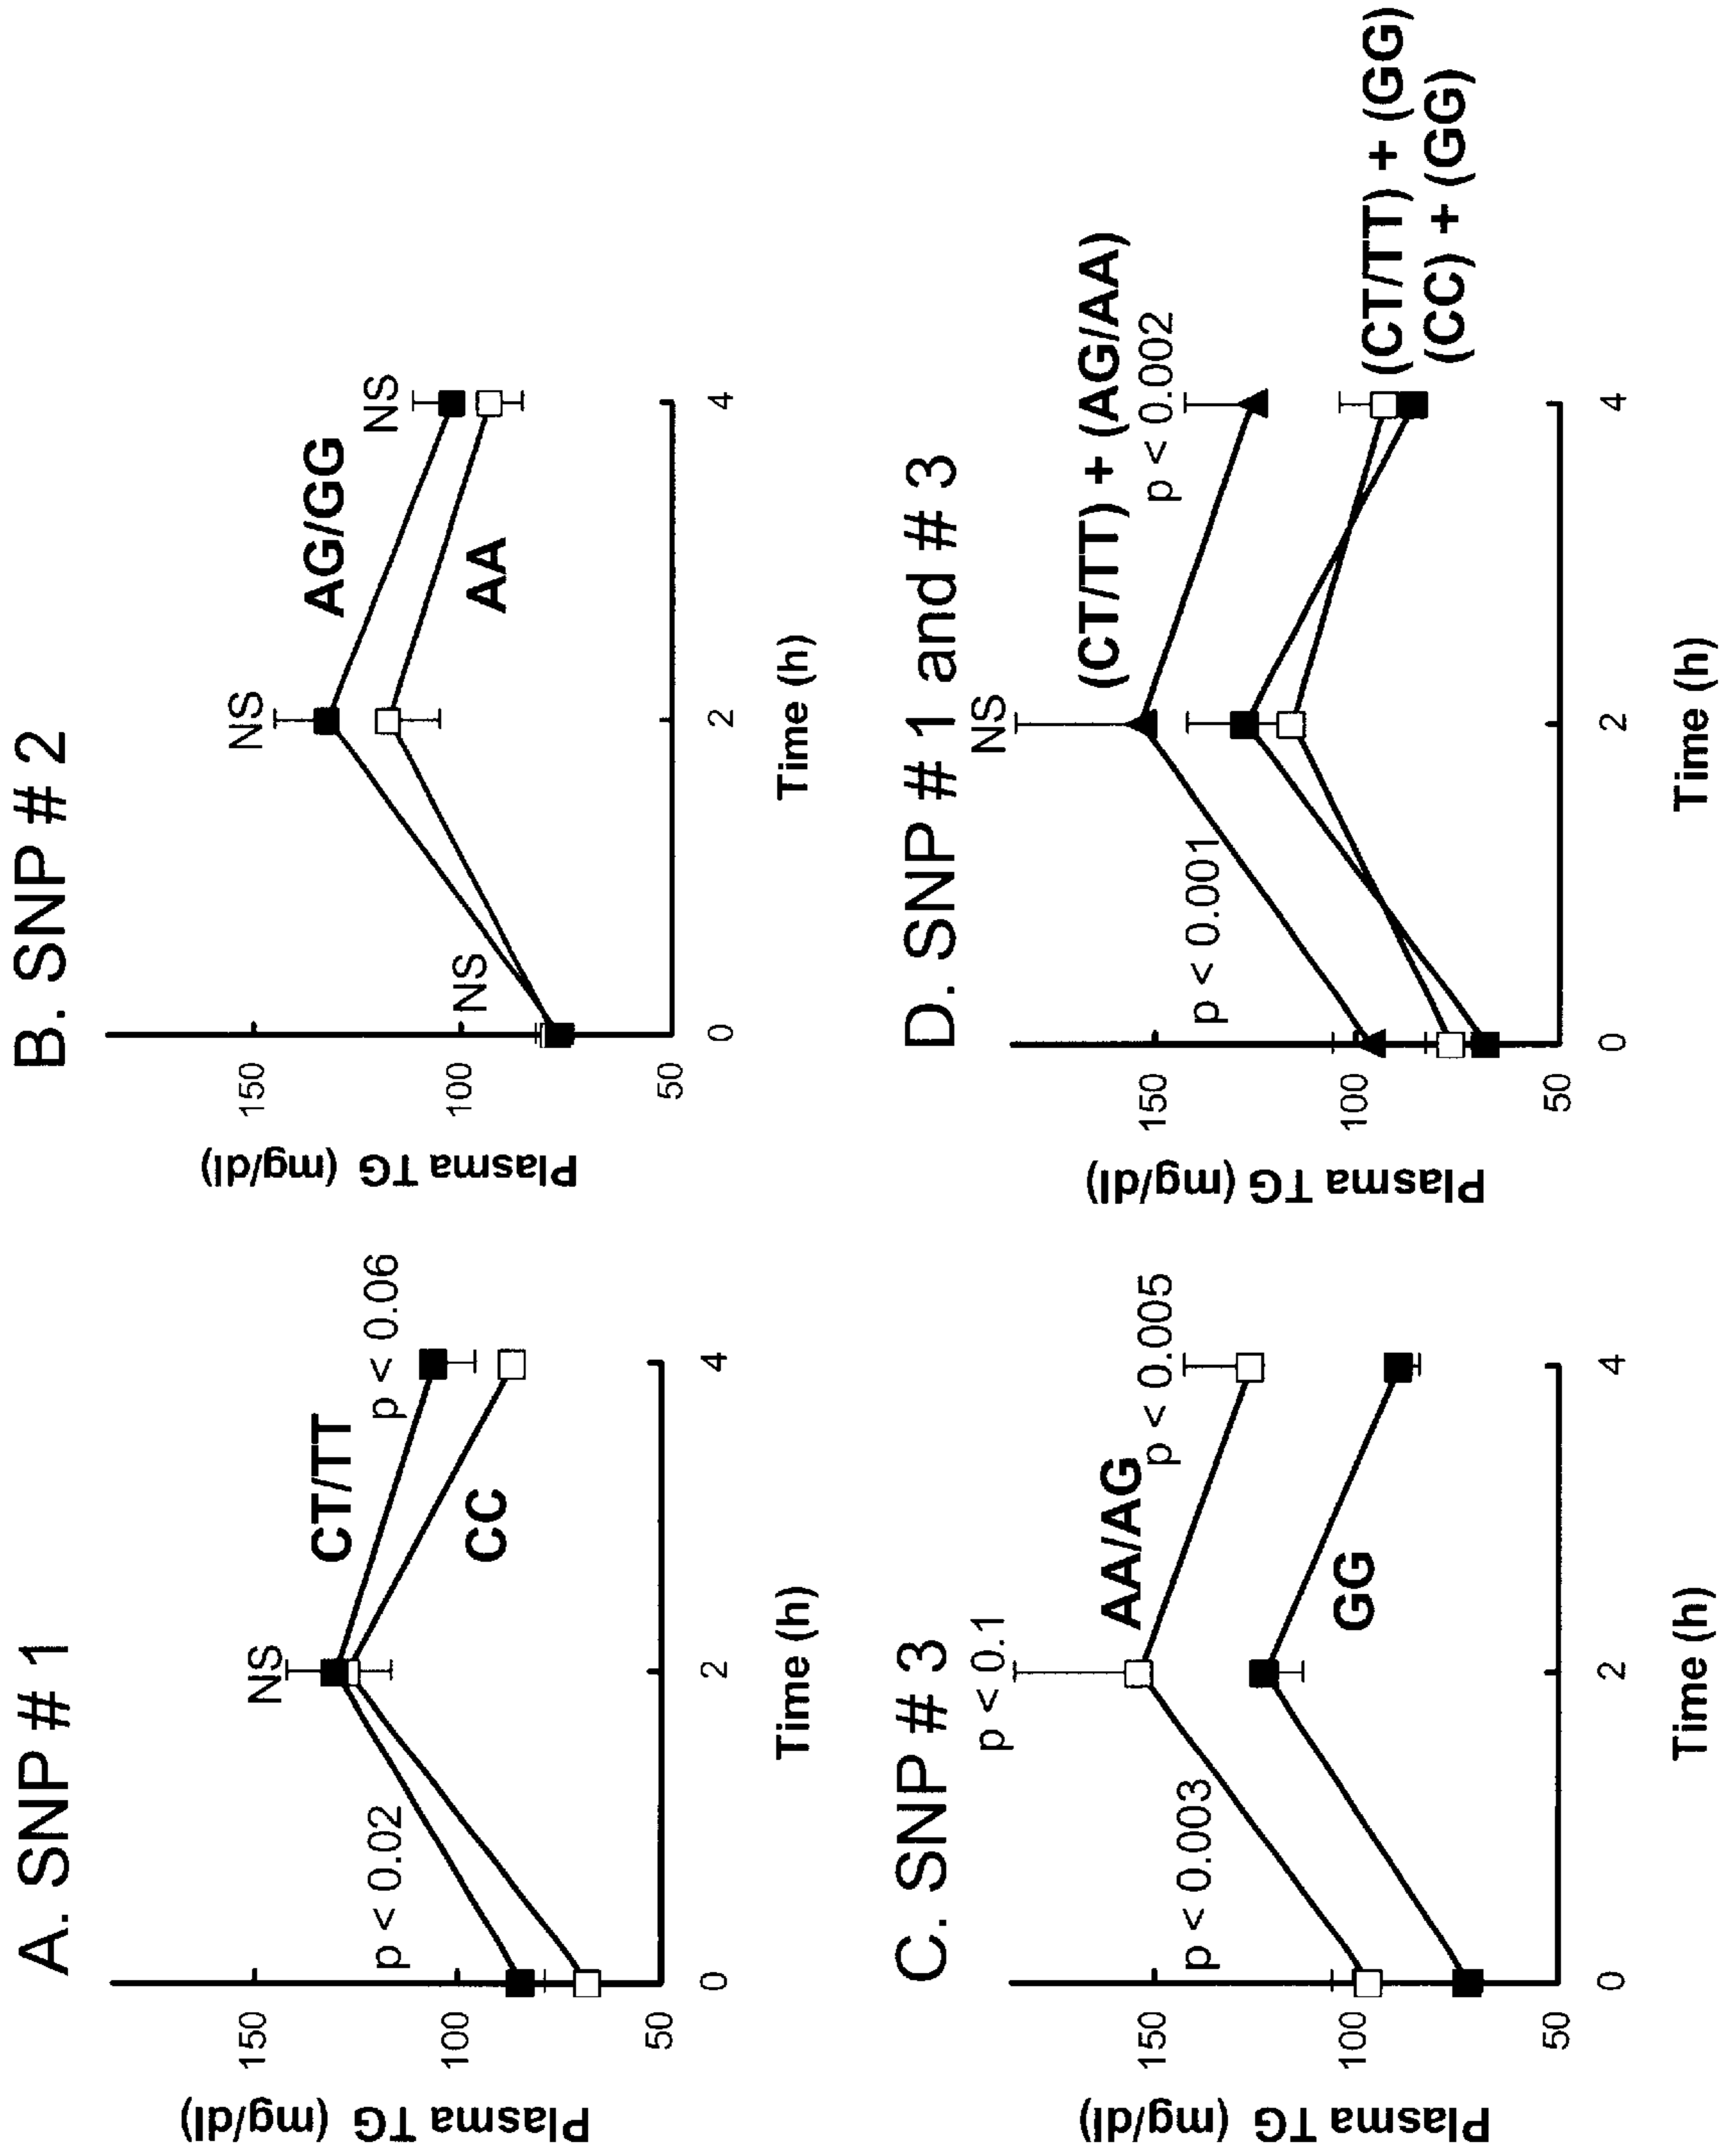 A. SNP # 1
Plasma TG (mg/dl)
150
100
50
p < 0.02
NS
CT/TT
p < 0.06
CC
0
2
4
Time (h)
B. SNP # 2
Plasma TG (mg/dl)
150
100
50
NS
NS
AG/GG
NS
AA
0
2
4
Time (h)
C. SNP # 3
Plasma TG (mg/dl)
150
100
50
p < 0.003
p < 0.1
AA/AG
p < 0.005
GG
0
2
4
Time (h)
D. SNP # 1 and # 3
Plasma TG (mg/dl)
150
100
50
p < 0.001
NS
(CT/TT) + (AG/AA)
p < 0.002
(CT/TT) + (GG)
(CC) + (GG)
0
2
4
Time (h)